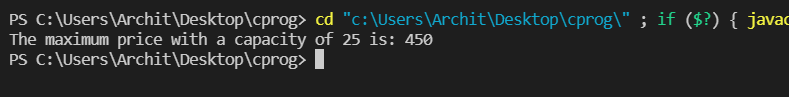 PS C:\Users\Archit\Desktop\cprog> cd "c:\Users\Archit\Desktop\cprog\" ; if ($?) { javac
The maximum price with a capacity of 25 is: 450
PS C:\Users\Archit\Desktop\cprog>